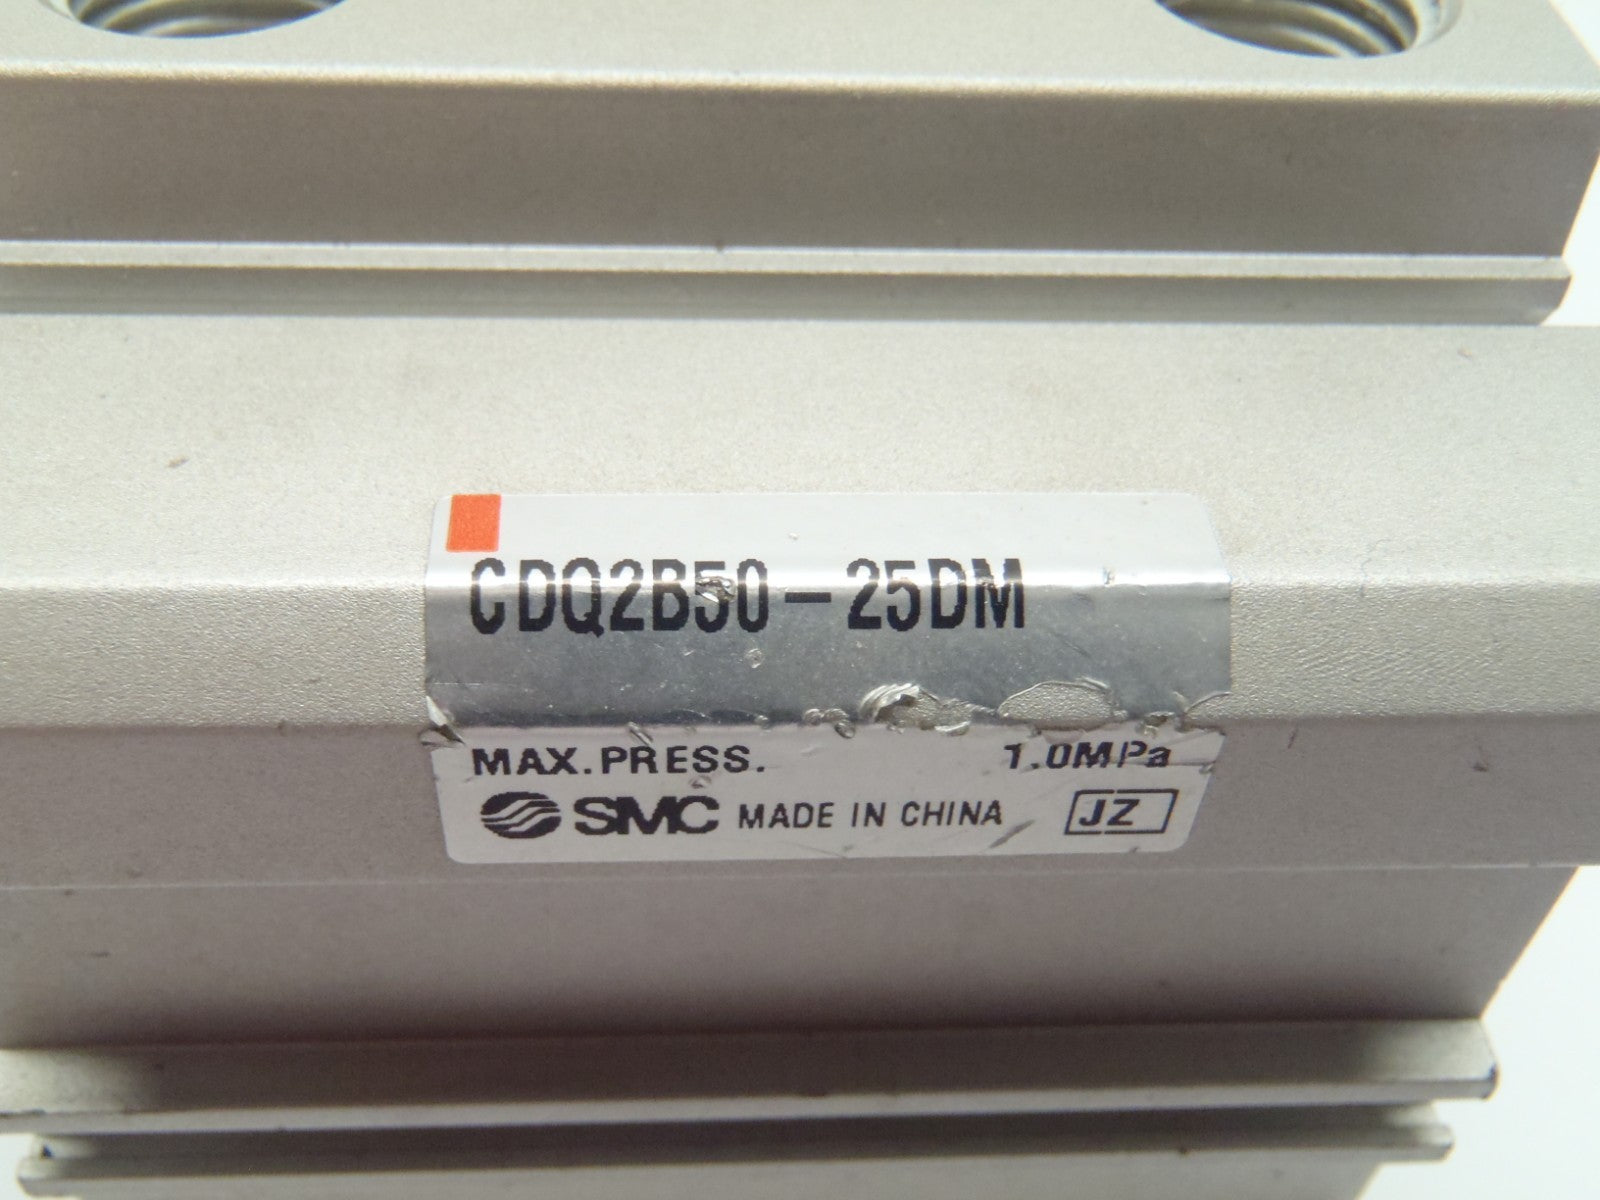 CDQ2B50-25DM
MAX.PRESS. 1.0MPa
SMC MADE IN CHINA JZ